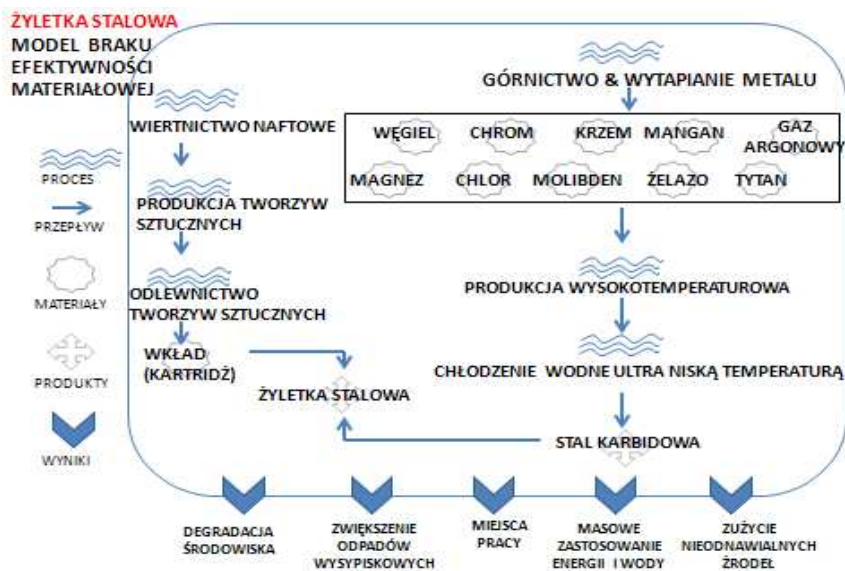 ŻYLETKA STALOWA
MODEL BRAKU
EFEKTYWNOŚCI
MATERIAŁOWEJ
PROCES
PRZEPŁYW
MATERIAŁY
PRODUKTY
WYNIKI
WIERTNICTWO NAFTOWE
PRODUKCJA TWORZYW
SZTUCZNYCH
ODLEWNICTWO
TWORZYW SZTUCZNYCH
WKŁAD
(KARTRIDŻ)
ŻYLETKA STALOWA
GÓRNICTWO & WYTAPIANIE METALU
WĘGIEL CHROM KRZEM MANGAN GAZ
ARGONOWY
MAGNEZ CHLOR MOLIBDEN ŻELAZO TYTAN
PRODUKCJA WYSOKOTEMPERATUROWA
CHŁODZENIE WODNE ULTRA NISKĄ TEMPERATURĄ
STAL KARBIDOWA
DEGRADACJA
ŚRODOWISKA
ZWIĘKSZENIE
ODPADÓW
WYSYPISKOWYCH
MIEJSCA
PRACY
MASOWE
ZASTOSOWANIE
ENERGII I WODY
ZUŻYCIE
NIEODNAWIALNYCH
ŹRODEŁ